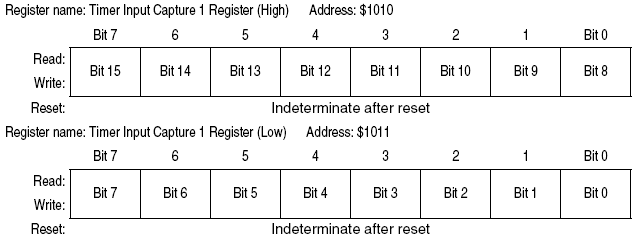 Register name: Timer Input Capture 1 Register (High) Address: $1010
Bit 7 6 5 4 3 2 1 Bit 0
Read:
Bit 15 Bit 14 Bit 13 Bit 12 Bit 11 Bit 10 Bit 9 Bit 8
Write:
Reset: Indeterminate after reset
Register name: Timer Input Capture 1 Register (Low) Address: $1011
Bit 7 6 5 4 3 2 1 Bit 0
Read:
Bit 7 Bit 6 Bit 5 Bit 4 Bit 3 Bit 2 Bit 1 Bit 0
Write:
Reset: Indeterminate after reset